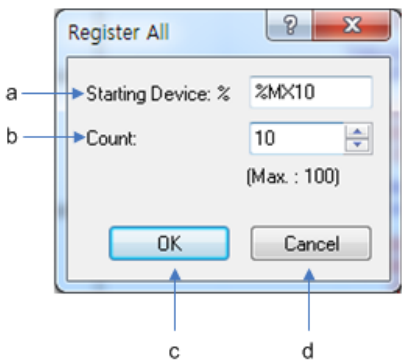 Register All
a Starting Device: % %MX10
b Count: 10
(Max. : 100)
OK Cancel
c d